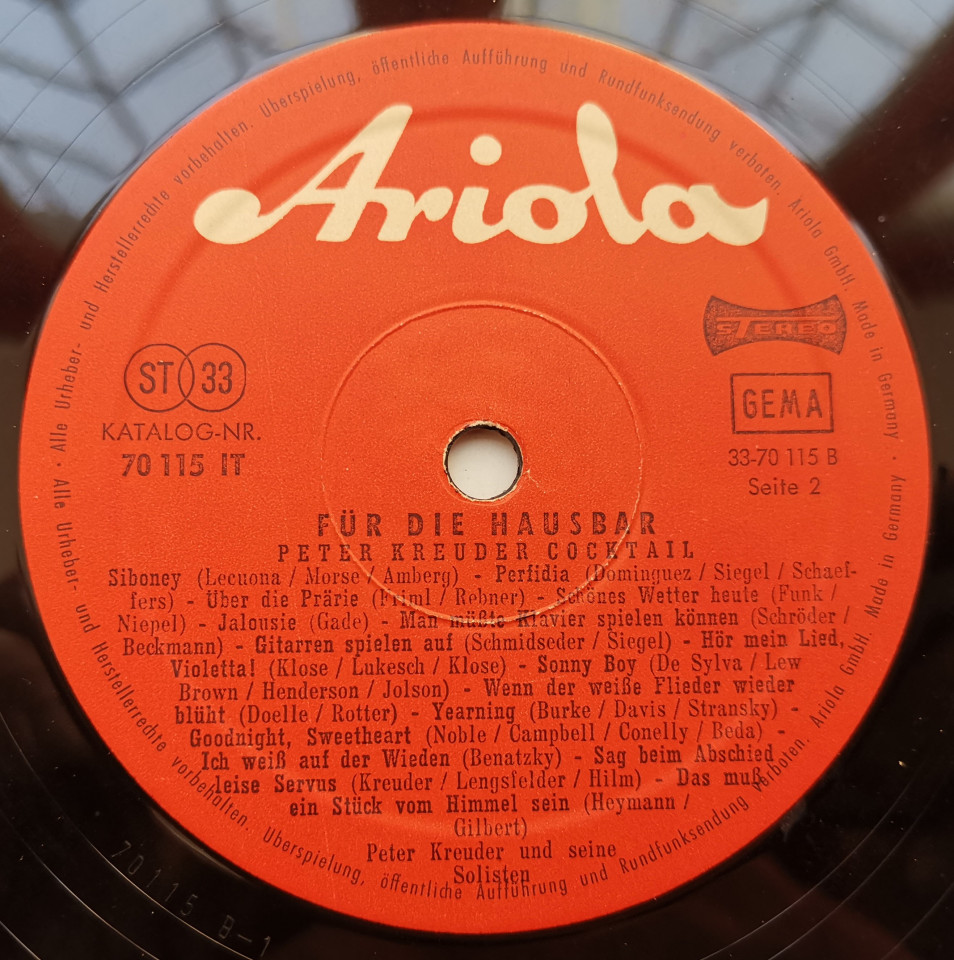 Alle Urheber- und Herstellerrechte vorbehalten. Überspielung, öffentliche Aufführung und Rundfunksendung verboten. Ariola GmbH. Made in Germany ·
Ariola
STEREO
ST 33
GEMA
KATALOG-NR.
70 115 IT
33-70 115 B
Seite 2
FÜR DIE HAUSBAR
PETER KREUDER COCKTAIL
Siboney (Lecuona / Morse / Amberg) - Perfidia (Dominguez / Siegel / Schaef-
fers) - Über die Prärie (Friml / Rebner) - Schönes Wetter heute (Funk /
Niepel) - Jalousie (Gade) - Man müßte Klavier spielen können (Schröder /
Beckmann) - Gitarren spielen auf (Schmidseder / Siegel) - Hör mein Lied,
Violetta! (Klose / Lukesch / Klose) - Sonny Boy (De Sylva / Lew
Brown / Henderson / Jolson) - Wenn der weiße Flieder wieder
blüht (Doelle / Rotter) - Yearning (Burke / Davis / Stransky) -
Goodnight, Sweetheart (Noble / Campbell / Conelly / Beda) -
Ich weiß auf der Wieden (Benatzky) - Sag beim Abschied
leise Servus (Kreuder / Lengsfelder / Hilm) - Das muß
ein Stück vom Himmel sein (Heymann /
Gilbert)
Peter Kreuder und seine
Solisten
Alle Urheber- und Herstellerrechte vorbehalten. Überspielung, öffentliche Aufführung und Rundfunksendung verboten. Ariola GmbH. Made in Germany ·
70115 B-1